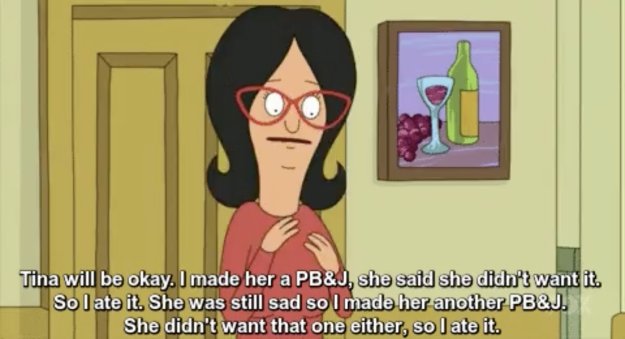 Tina will be okay. I made her a PB&J, she said she didn't want it.
So I ate it. She was still sad so I made her another PB&J.
She didn't want that one either, so I ate it.